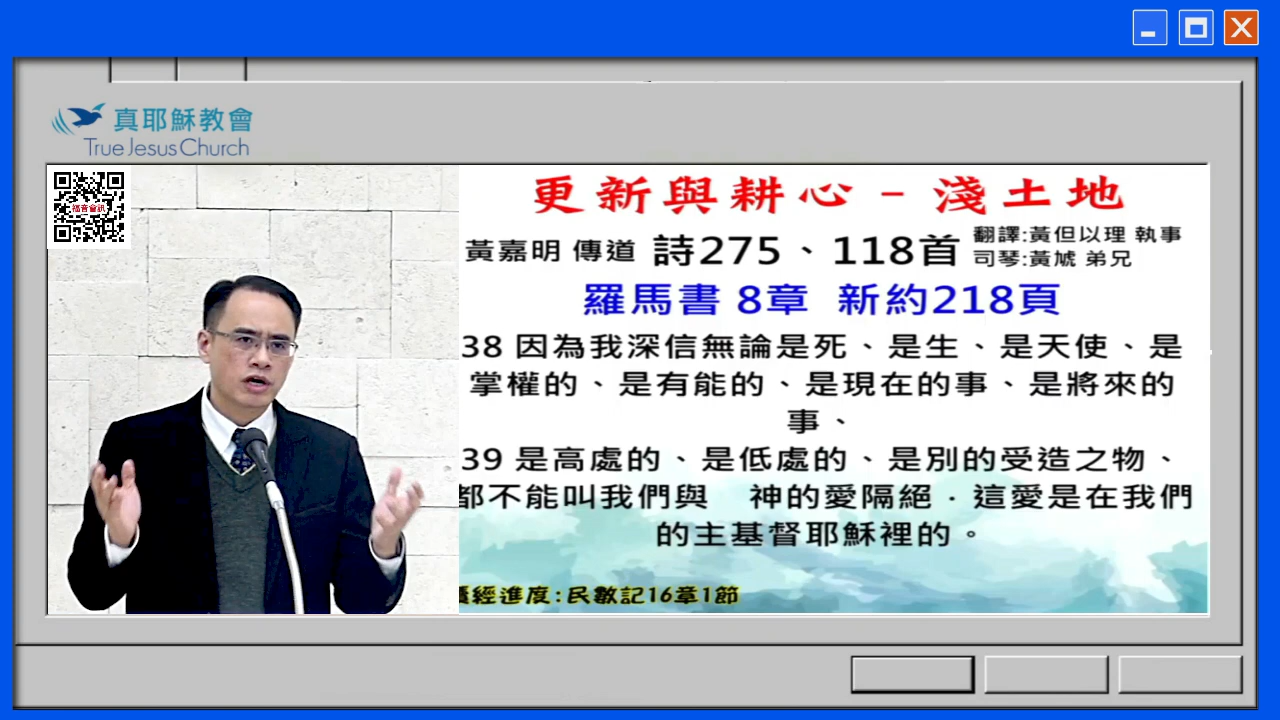 真耶穌教會
True Jesus Church
福音會訊
更新與耕心 - 淺土地
黃嘉明 傳道 詩275、118首 翻譯:黃但以理 執事
司琴:黃虓 弟兄
羅馬書 8章 新約218頁
38 因為我深信無論是死、是生、是天使、是
掌權的、是有能的、是現在的事、是將來的
事、
39 是高處的、是低處的、是別的受造之物、
都不能叫我們與 神的愛隔絕．這愛是在我們
的主基督耶穌裡的。
經進度:民數記16章1節